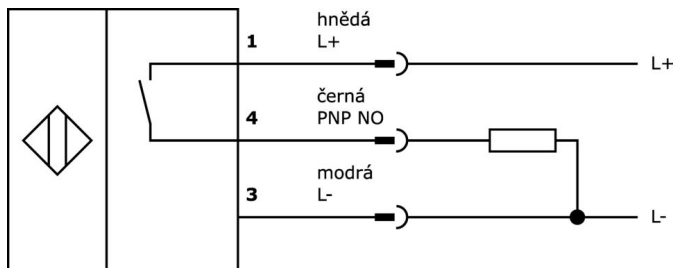 hnědá
1 L+
L+
černá
4 PNP NO
modrá
3 L-
L-